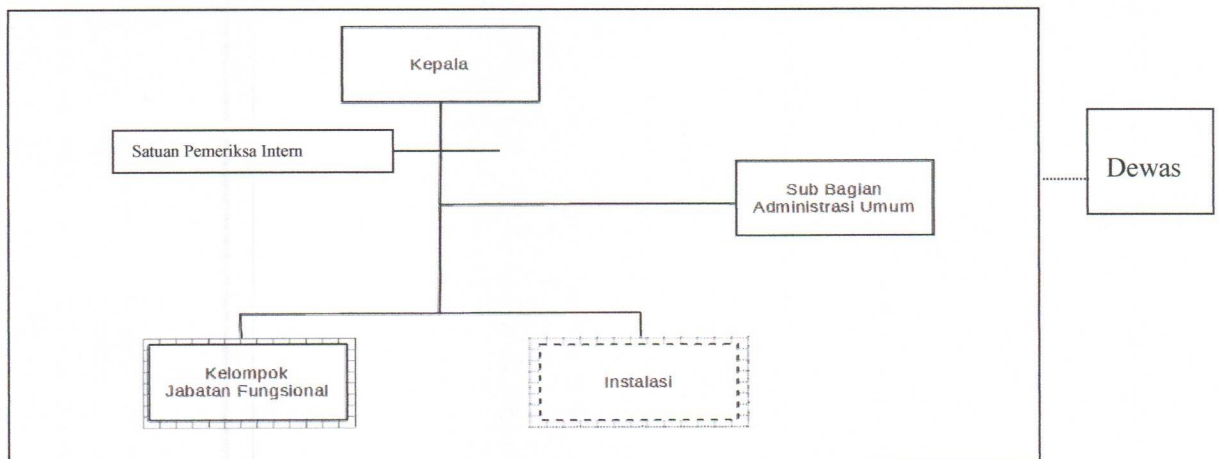 Kepala
Satuan Pemeriksa Intern
Sub Bagian
Administrasi Umum
Dewas
Kelompok
Jabatan Fungsional
Instalasi